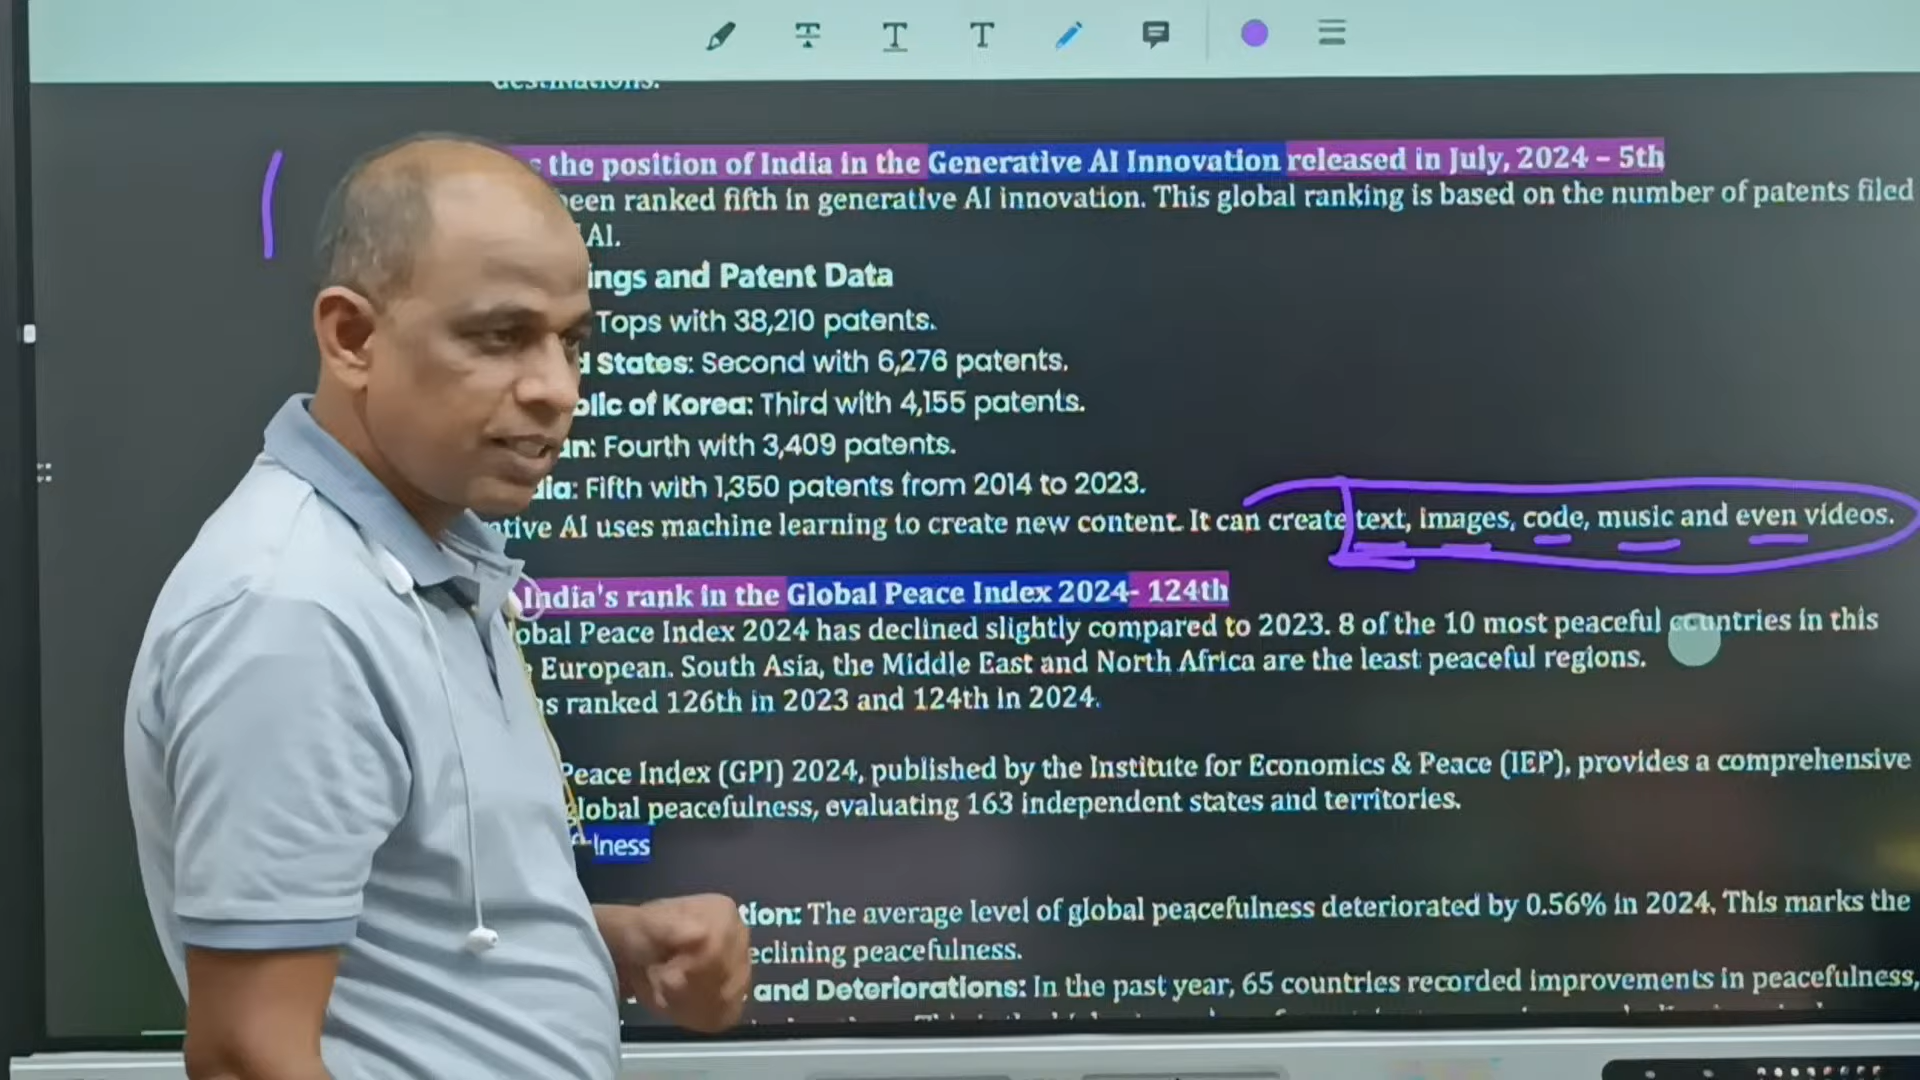 destinations.
the position of India in the Generative AI Innovation released in July, 2024 – 5th
been ranked fifth in generative AI innovation. This global ranking is based on the number of patents filed
AI.
ings and Patent Data
Tops with 38,210 patents.
States: Second with 6,276 patents.
blic of Korea: Third with 4,155 patents.
an: Fourth with 3,409 patents.
dia: Fifth with 1,350 patents from 2014 to 2023.
ative AI uses machine learning to create new content. It can create text, images, code, music and even videos.
India's rank in the Global Peace Index 2024- 124th
obal Peace Index 2024 has declined slightly compared to 2023. 8 of the 10 most peaceful countries in this
European. South Asia, the Middle East and North Africa are the least peaceful regions.
s ranked 126th in 2023 and 124th in 2024.
Peace Index (GPI) 2024, published by the Institute for Economics & Peace (IEP), provides a comprehensive
global peacefulness, evaluating 163 independent states and territories.
lness
tion: The average level of global peacefulness deteriorated by 0.56% in 2024. This marks the
eclining peacefulness.
and Deteriorations: In the past year, 65 countries recorded improvements in peacefulness,